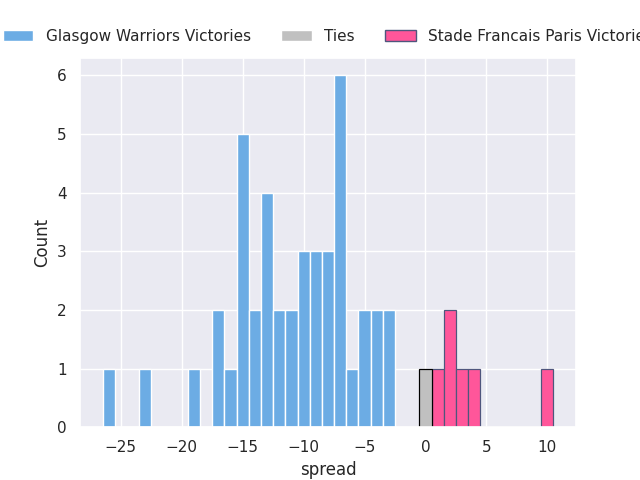 Glasgow Warriors Victories Ties Stade Francais Paris Victorie
6
5
4
3
2
1
0
Count
−25 −20 −15 −10 −5 0 5 10
spread